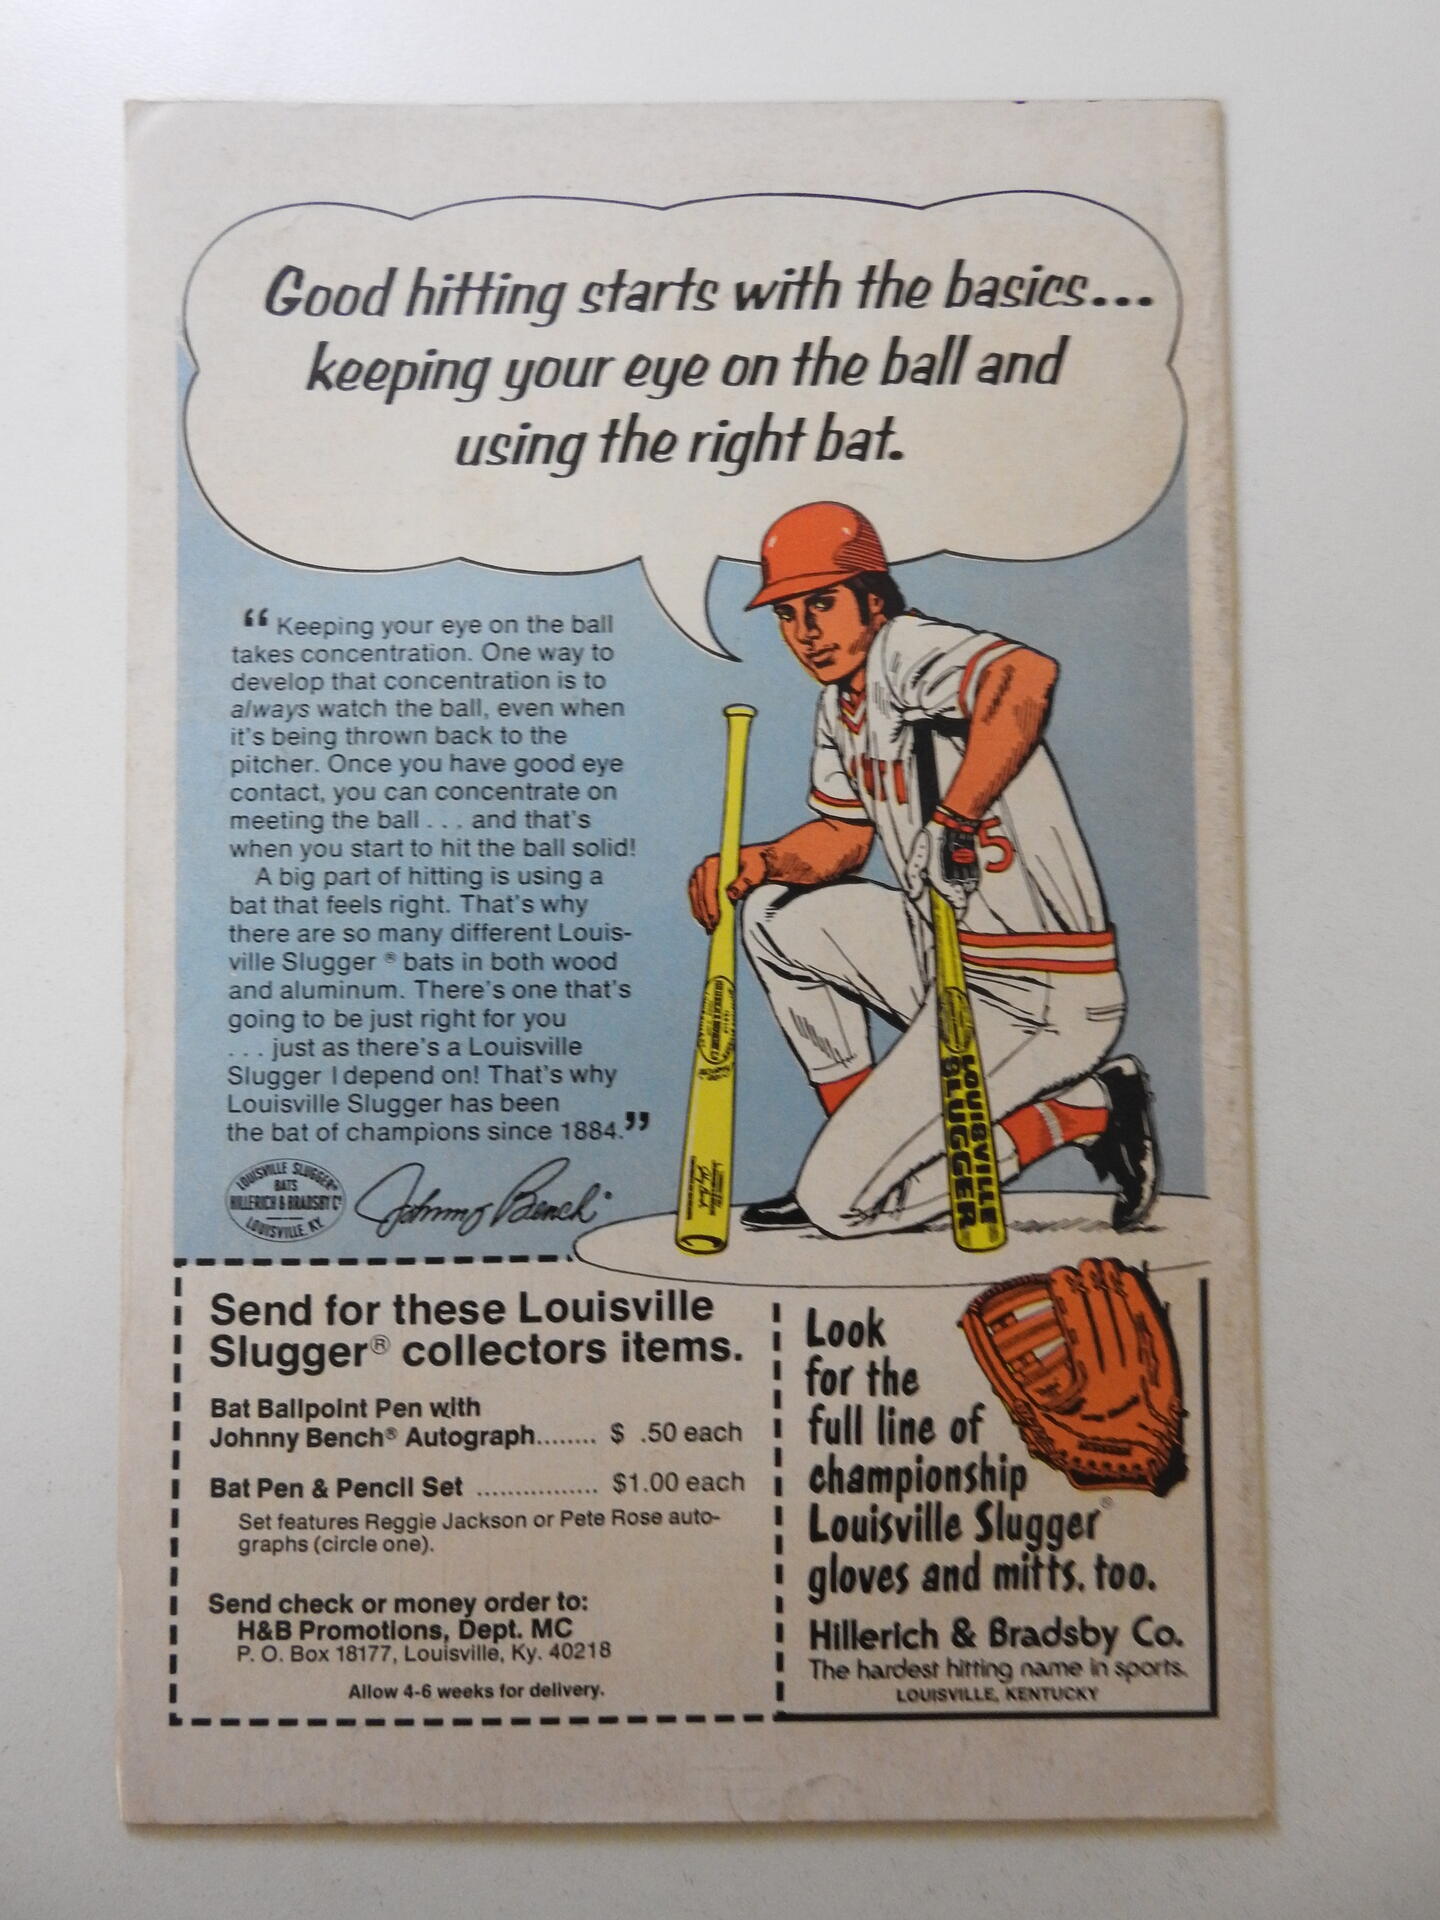 Good hitting starts with the basics...
keeping your eye on the ball and
using the right bat.
“Keeping your eye on the ball
takes concentration. One way to
develop that concentration is to
always watch the ball, even when
it's being thrown back to the
pitcher. Once you have good eye
contact, you can concentrate on
meeting the ball . . . and that's
when you start to hit the ball solid!
A big part of hitting is using a
bat that feels right. That's why
there are so many different Louis-
ville Slugger® bats in both wood
and aluminum. There's one that's
going to be just right for you
. . . just as there's a Louisville
Slugger I depend on! That's why
Louisville Slugger has been
the bat of champions since 1884.”
LOUISVILLE SLUGGER®
BATS
HILLERICH & BRADSBY Cº
LOUISVILLE, KY.
Johnny Bench
5
LOUISVILLE
SLUGGER
Send for these Louisville
Slugger® collectors items.
Bat Ballpoint Pen with
Johnny Bench® Autograph........ $ .50 each
Bat Pen & Pencil Set ................ $1.00 each
Set features Reggie Jackson or Pete Rose auto-
graphs (circle one).
Send check or money order to:
H&B Promotions, Dept. MC
P. O. Box 18177, Louisville, Ky. 40218
Allow 4-6 weeks for delivery.
Look
for the
full line of
championship
Louisville Slugger®
gloves and mitts, too.
Hillerich & Bradsby Co.
The hardest hitting name in sports.
LOUISVILLE, KENTUCKY